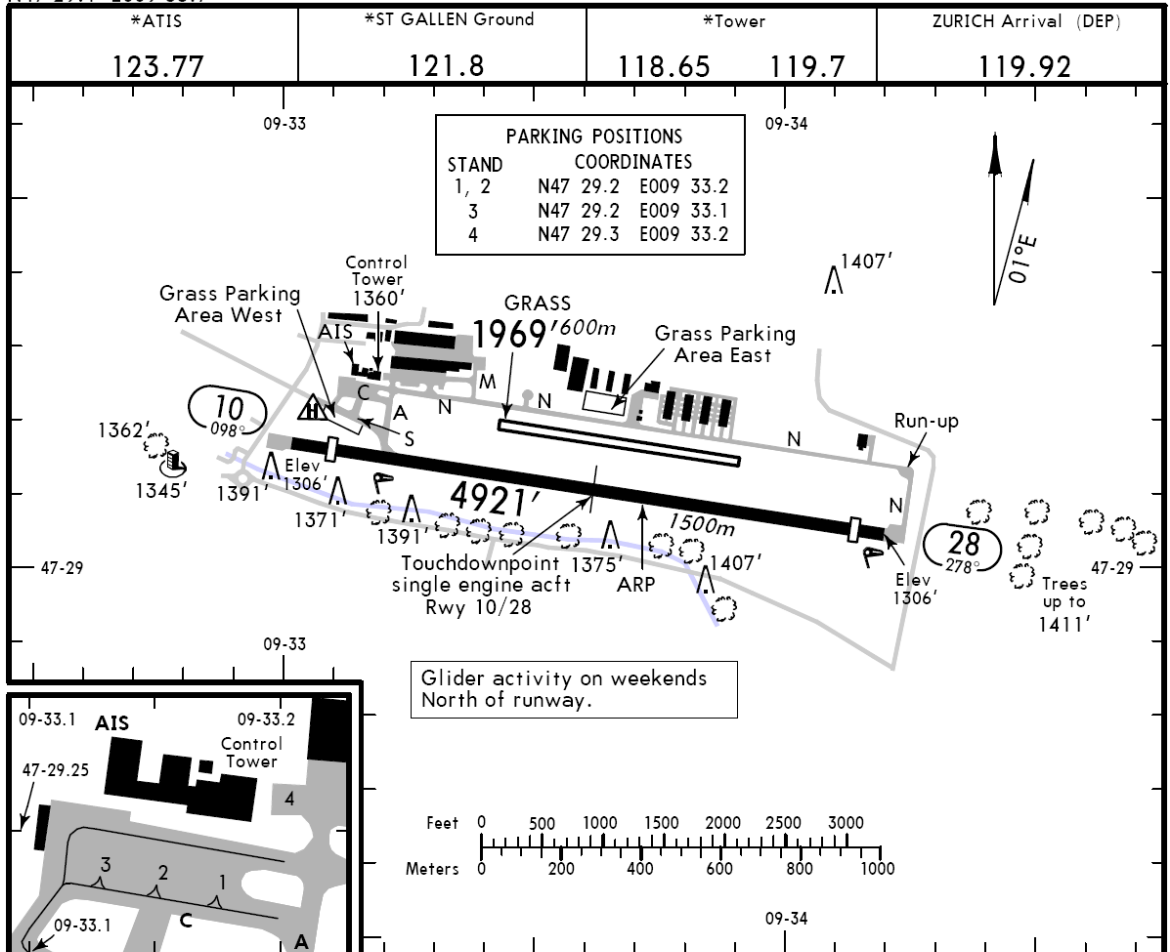 *ATIS
123.77
*ST GALLEN Ground
121.8
*Tower
118.65 119.7
ZURICH Arrival (DEP)
119.92
09-33
09-34
PARKING POSITIONS
STAND COORDINATES
1, 2 N47 29.2 E009 33.2
3 N47 29.2 E009 33.1
4 N47 29.3 E009 33.2
01°E
1407'
Control
Tower
1360'
Grass Parking
Area West
AIS
GRASS
1969' 600m
Grass Parking
Area East
M
C
A
N
N
N
S
H
10
098°
1362'
1345'
1391'
Elev
1306'
1371'
1391'
4921'
1500m
Run-up
N
28
278°
Touchdownpoint
single engine acft
Rwy 10/28
1375'
ARP
1407'
Elev
1306'
Trees
up to
1411'
47-29
47-29
09-33
Glider activity on weekends
North of runway.
09-33.1
AIS
09-33.2
Control
Tower
47-29.25
4
3
2
1
C
A
09-33.1
Feet 0 500 1000 1500 2000 2500 3000
Meters 0 200 400 600 800 1000
09-34